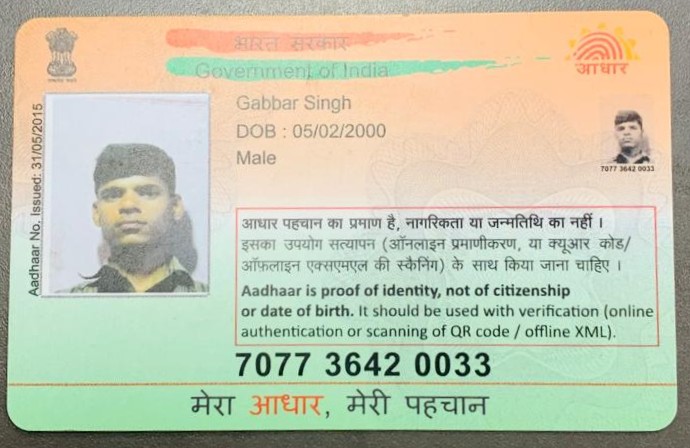 भारत सरकार
Government of India
आधार
Gabbar Singh
DOB : 05/02/2000
Male
Aadhaar No. Issued: 31/05/2015
7077 3642 0033
आधार पहचान का प्रमाण है, नागरिकता या जन्मतिथि का नहीं ।
इसका उपयोग सत्यापन (ऑनलाइन प्रमाणीकरण, या क्यूआर कोड/
ऑफ़लाइन एक्सएमएल की स्कैनिंग) के साथ किया जाना चाहिए ।
Aadhaar is proof of identity, not of citizenship
or date of birth. It should be used with verification (online
authentication or scanning of QR code / offline XML).
7077 3642 0033
मेरा आधार, मेरी पहचान